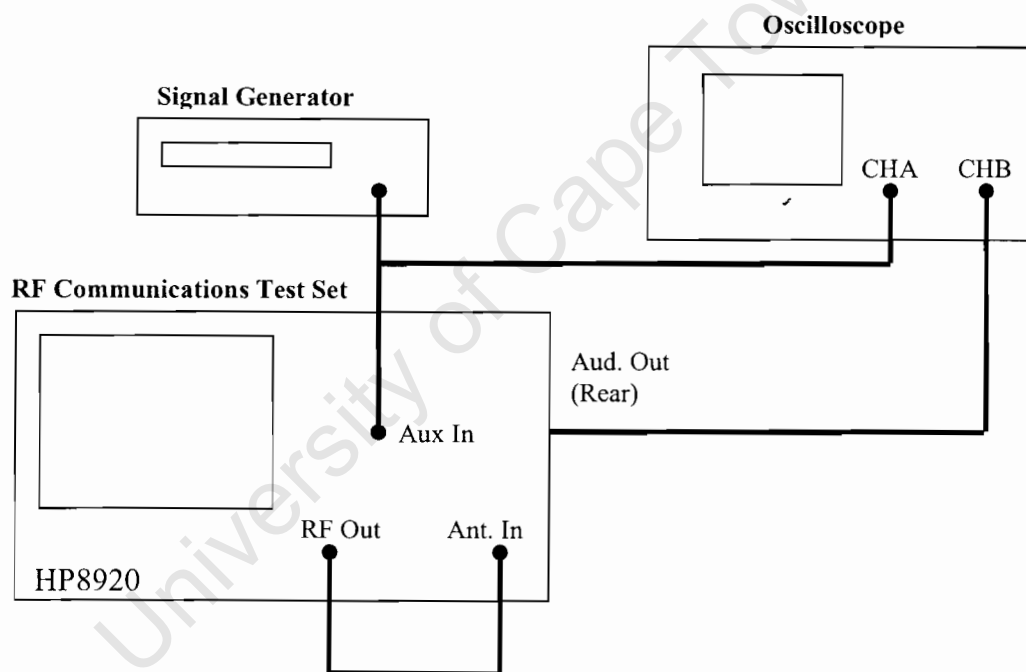 Oscilloscope
Signal Generator
CHA CHB
RF Communications Test Set
Aud. Out
(Rear)
Aux In
RF Out Ant. In
HP8920
University of Cape Tow